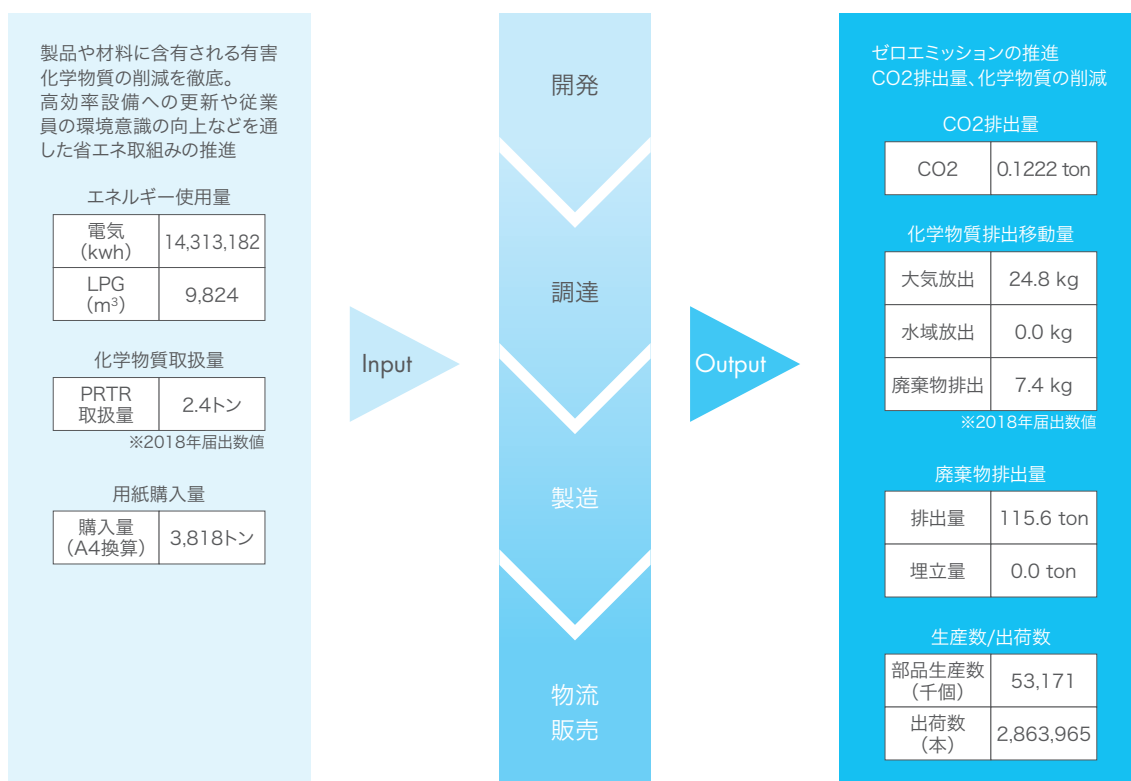 製品や材料に含有される有害
化学物質の削減を徹底。
高効率設備への更新や従業
員の環境意識の向上などを通
した省エネ取組みの推進
エネルギー使用量
電気
(kwh)
14,313,182
LPG
(m³)
9,824
化学物質取扱量
PRTR
取扱量
2.4トン
※2018年届出数値
用紙購入量
購入量
(A4換算)
3,818トン
Input
開発
調達
製造
物流
販売
Output
ゼロエミッションの推進
CO2排出量、化学物質の削減
CO2排出量
CO2
0.1222 ton
化学物質排出移動量
大気放出
24.8 kg
水域放出
0.0 kg
廃棄物排出
7.4 kg
※2018年届出数値
廃棄物排出量
排出量
115.6 ton
埋立量
0.0 ton
生産数/出荷数
部品生産数
(千個)
53,171
出荷数
(本)
2,863,965